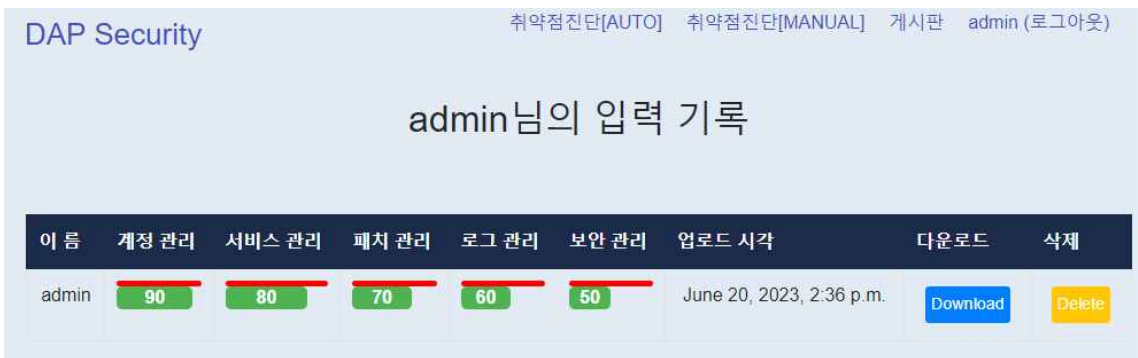 DAP Security 취약점진단[AUTO] 취약점진단[MANUAL] 게시판 admin (로그아웃)
admin님의 입력 기록
이 름 계정 관리 서비스 관리 패치 관리 로그 관리 보안 관리 업로드 시각 다운로드 삭제
admin 90 80 70 60 50 June 20, 2023, 2:36 p.m. Download Delete